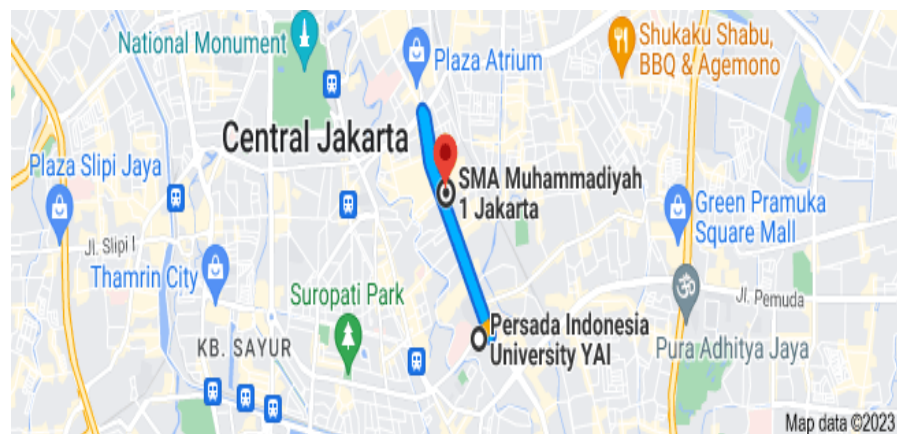 National Monument
Plaza Atrium
Shukaku Shabu,
BBQ & Agemono
Central Jakarta
Plaza Slipi Jaya
SMA Muhammadiyah
1 Jakarta
Green Pramuka
Square Mall
Jl. Slipi I
Thamrin City
Suropati Park
Jl. Pemuda
Persada Indonesia
University YAI
KB. SAYUR
Pura Adhitya Jaya
Map data ©2023